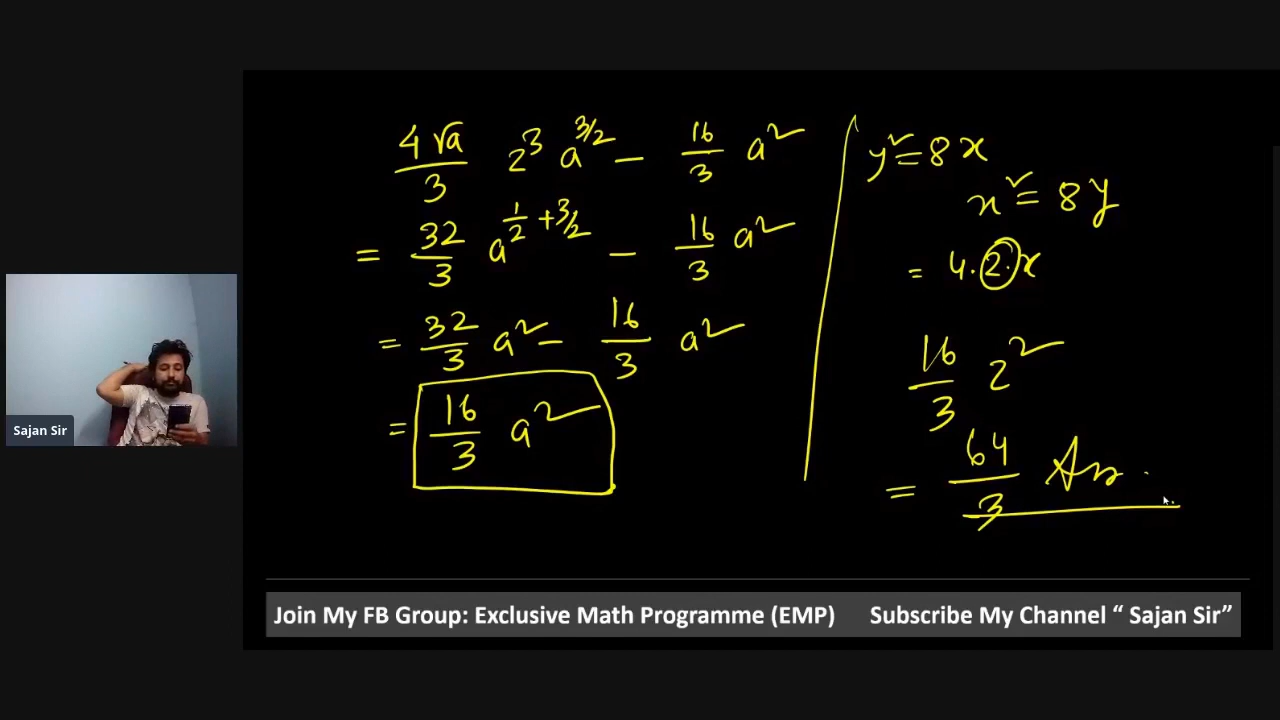 4√a/3 2³ a^3/2 − 16/3 a²
= 32/3 a^1/2+3/2 − 16/3 a²
= 32/3 a² − 16/3 a²
= 16/3 a²
y² = 8x
x² = 8y
= 4.2.x
16/3 2²
= 64/3 Ans.
Sajan Sir
Join My FB Group: Exclusive Math Programme (EMP) Subscribe My Channel “ Sajan Sir”